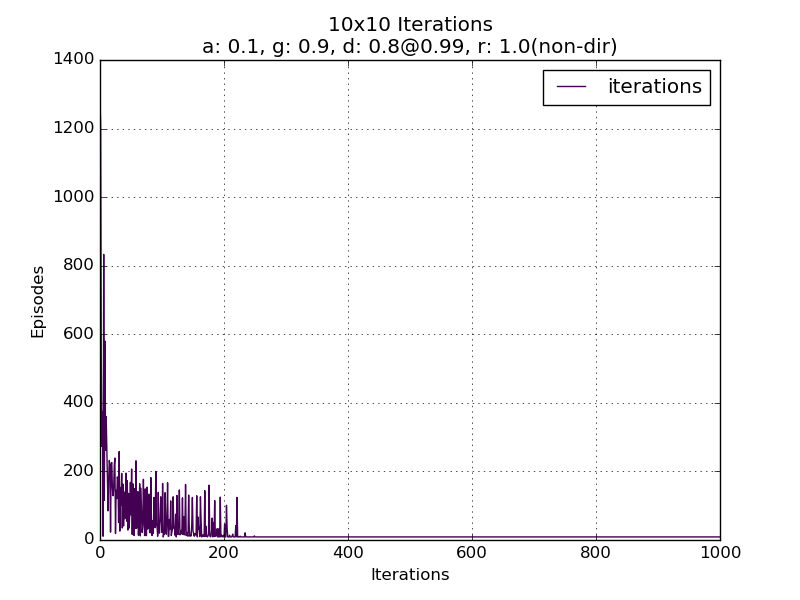 10x10 Iterations
a: 0.1, g: 0.9, d: 0.8@0.99, r: 1.0(non-dir)
1400
iterations
1200
1000
800
600
400
200
0
Episodes
0 200 400 600 800 1000
Iterations